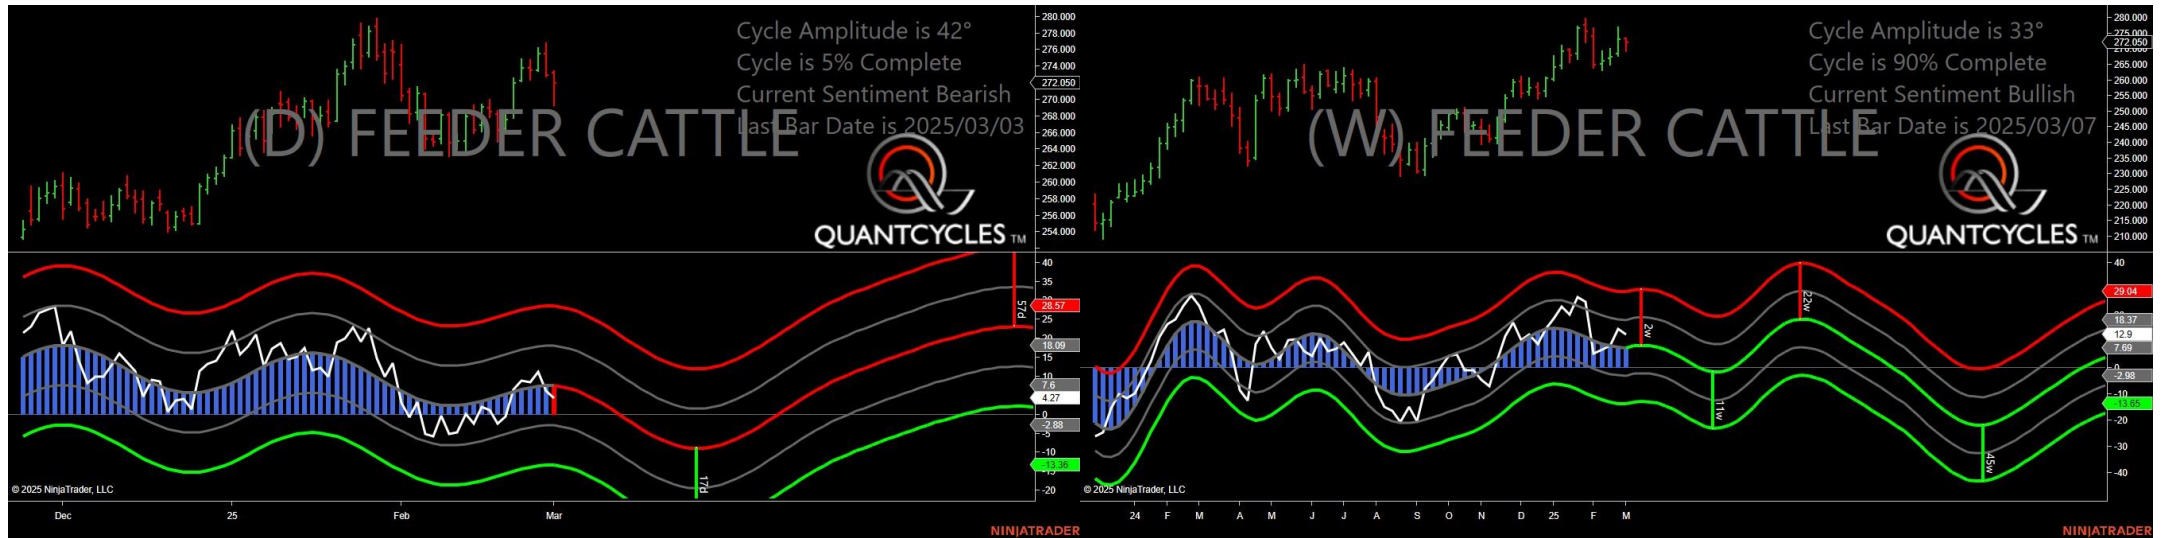 Cycle Amplitude is 42°
Cycle is 5% Complete
Current Sentiment Bearish
Last Bar Date is 2025/03/03
(D) FEEDER CATTLE
QUANTCYCLES TM
280.000
278.000
276.000
274.000
272.050
270.000
268.000
266.000
264.000
262.000
260.000
258.000
256.000
254.000
40
35
28.57
25
18.09
15
10
7.6
4.27
0
-2.88
-5
-10
-13.36
-20
57d
17d
© 2025 NinjaTrader, LLC
Dec 25 Feb Mar
NINJATRADER
Cycle Amplitude is 33°
Cycle is 90% Complete
Current Sentiment Bullish
Last Bar Date is 2025/03/07
(W) FEEDER CATTLE
QUANTCYCLES TM
280.000
275.000
272.050
265.000
260.000
255.000
250.000
245.000
240.000
235.000
230.000
225.000
220.000
215.000
210.000
40
29.04
18.37
12.9
7.69
0
-2.98
-13.65
-20
-30
-40
2w
11w
22w
45w
© 2025 NinjaTrader, LLC
24 F M A M J J A S O N D 25 F M
NINJATRADER